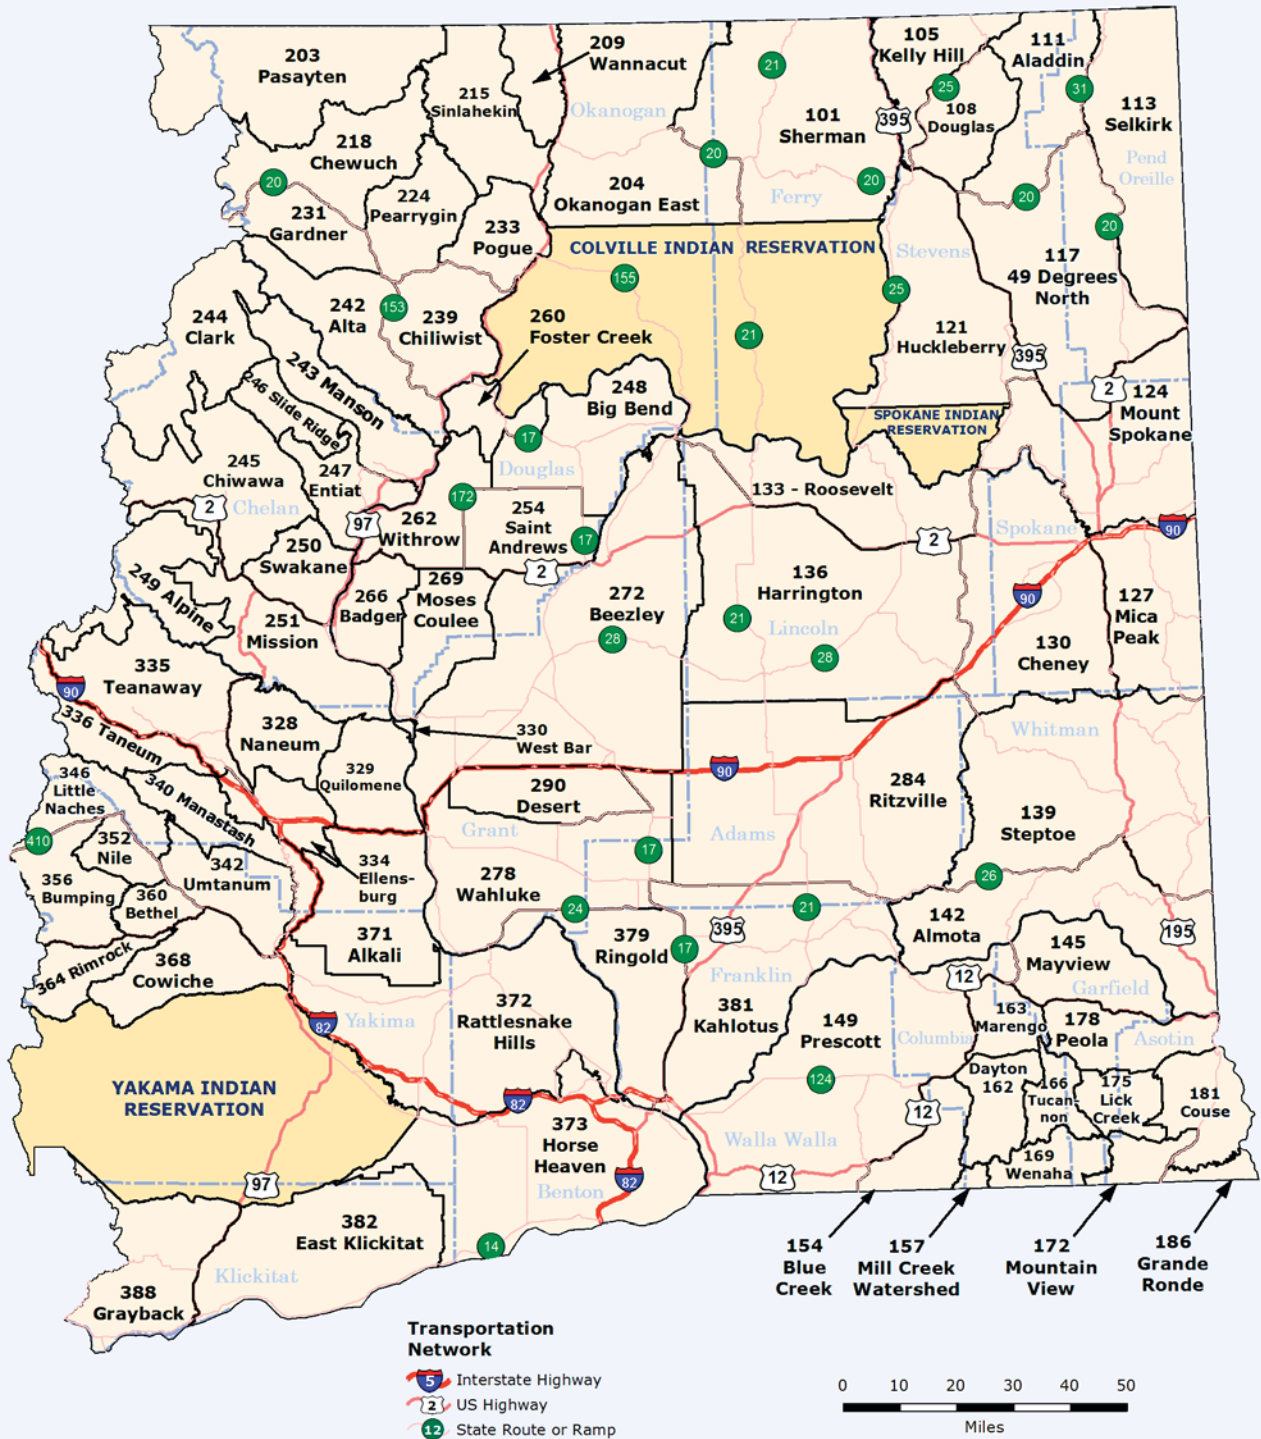 203
Pasayten
209
Wannacut
215
Sinlahekin
Okanogan
21
101
Sherman
105
Kelly Hill
25
108
Douglas
395
111
Aladdin
31
113
Selkirk
Pend
Oreille
218
Chewuch
20
224
Pearrygin
231
Gardner
233
Pogue
204
Okanogan East
20
20
Ferry
20
20
COLVILLE INDIAN RESERVATION
155
21
Stevens
25
117
49 Degrees
North
244
Clark
242
Alta
153
239
Chiliwist
260
Foster Creek
121
Huckleberry
395
243 Manson
246 Slide Ridge
248
Big Bend
SPOKANE INDIAN
RESERVATION
2
124
Mount
Spokane
245
Chiwawa
247
Entiat
17
Douglas
2
Chelan
97
172
262
Withrow
254
Saint
Andrews
17
133 - Roosevelt
2
Spokane
90
250
Swakane
249 Alpine
2
251
Mission
266
Badger
269
Moses
Coulee
272
Beezley
28
136
Harrington
21
Lincoln
28
90
127
Mica
Peak
130
Cheney
335
Teanaway
90
336 Taneum
328
Naneum
329
Quilomene
330
West Bar
290
Desert
90
Whitman
284
Ritzville
139
Steptoe
346
Little
Naches
340 Manastash
410
352
Nile
342
Umtanum
334
Ellens-
burg
Grant
17
Adams
356
Bumping
360
Bethel
278
Wahluke
24
26
21
395
142
Almota
195
364 Rimrock
368
Cowiche
371
Alkali
379
Ringold
17
Franklin
12
145
Mayview
Garfield
82
Yakima
372
Rattlesnake
Hills
381
Kahlotus
149
Prescott
Columbia
163
Marengo
178
Peola
Asotin
YAKAMA INDIAN
RESERVATION
82
124
Dayton
162
166
Tucan-
non
175
Lick
Creek
181
Couse
12
373
Horse
Heaven
Walla Walla
169
Wenaha
97
82
12
Benton
382
East Klickitat
14
Klickitat
388
Grayback
154
Blue
Creek
157
Mill Creek
Watershed
172
Mountain
View
186
Grande
Ronde
Transportation
Network
5 Interstate Highway
2 US Highway
12 State Route or Ramp
0 10 20 30 40 50
Miles